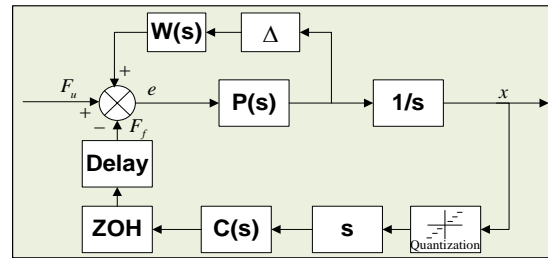 W(s) Δ
+
F_u + e P(s) 1/s x
− F_f
Delay
ZOH C(s) s Quantization